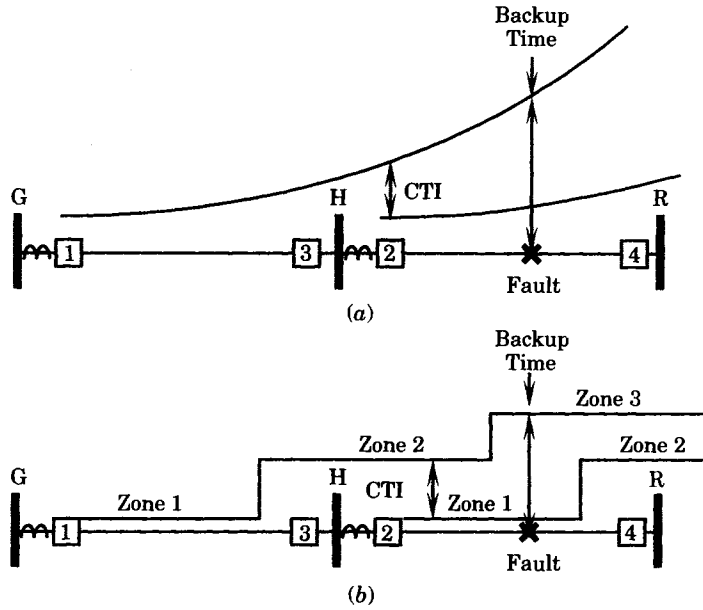 Backup
Time
G
H
CTI
R
1
3
2
4
Fault
(a)
Backup
Time
Zone 3
Zone 2
Zone 2
G
H
CTI
R
Zone 1
Zone 1
1
3
2
4
Fault
(b)